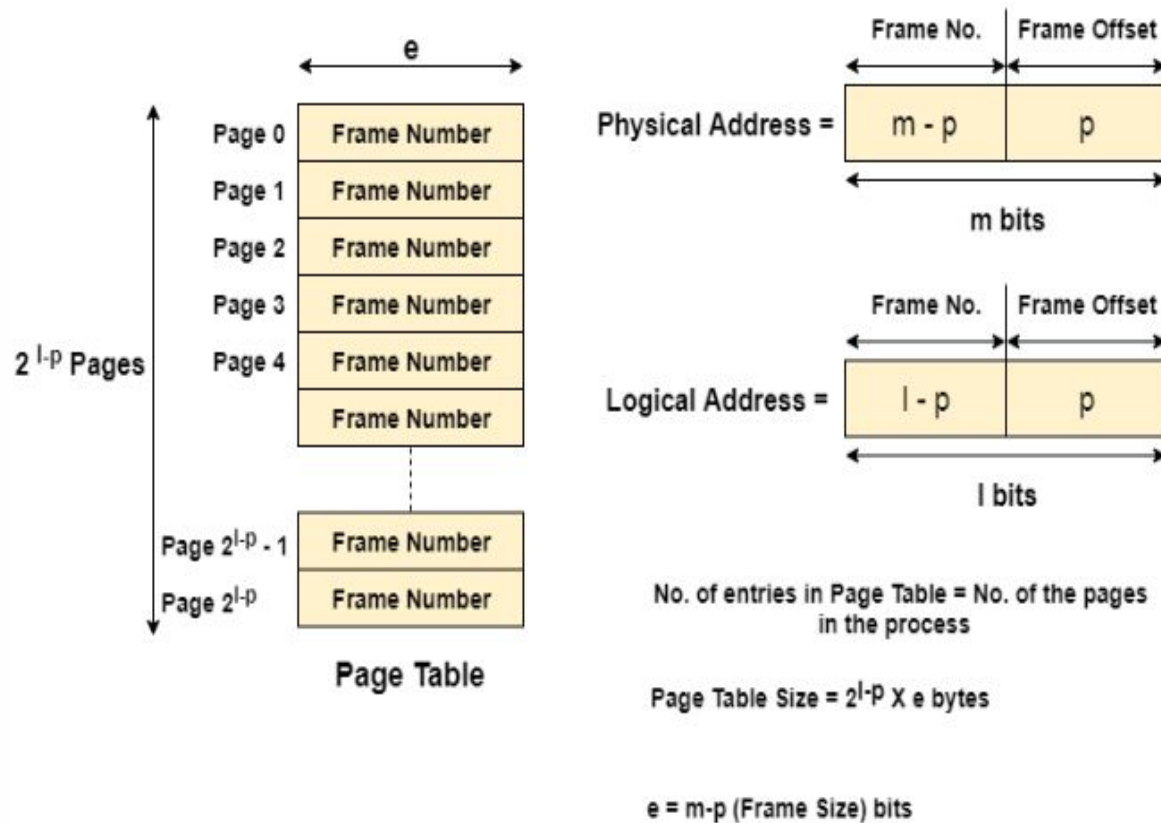 e
Page 0 Frame Number
Page 1 Frame Number
Page 2 Frame Number
Page 3 Frame Number
Page 4 Frame Number
Frame Number
2 l-p Pages
Page 2l-p - 1 Frame Number
Page 2l-p Frame Number
Page Table
Frame No. Frame Offset
Physical Address = m - p p
m bits
Frame No. Frame Offset
Logical Address = l - p p
l bits
No. of entries in Page Table = No. of the pages
in the process
Page Table Size = 2l-p X e bytes
e = m-p (Frame Size) bits